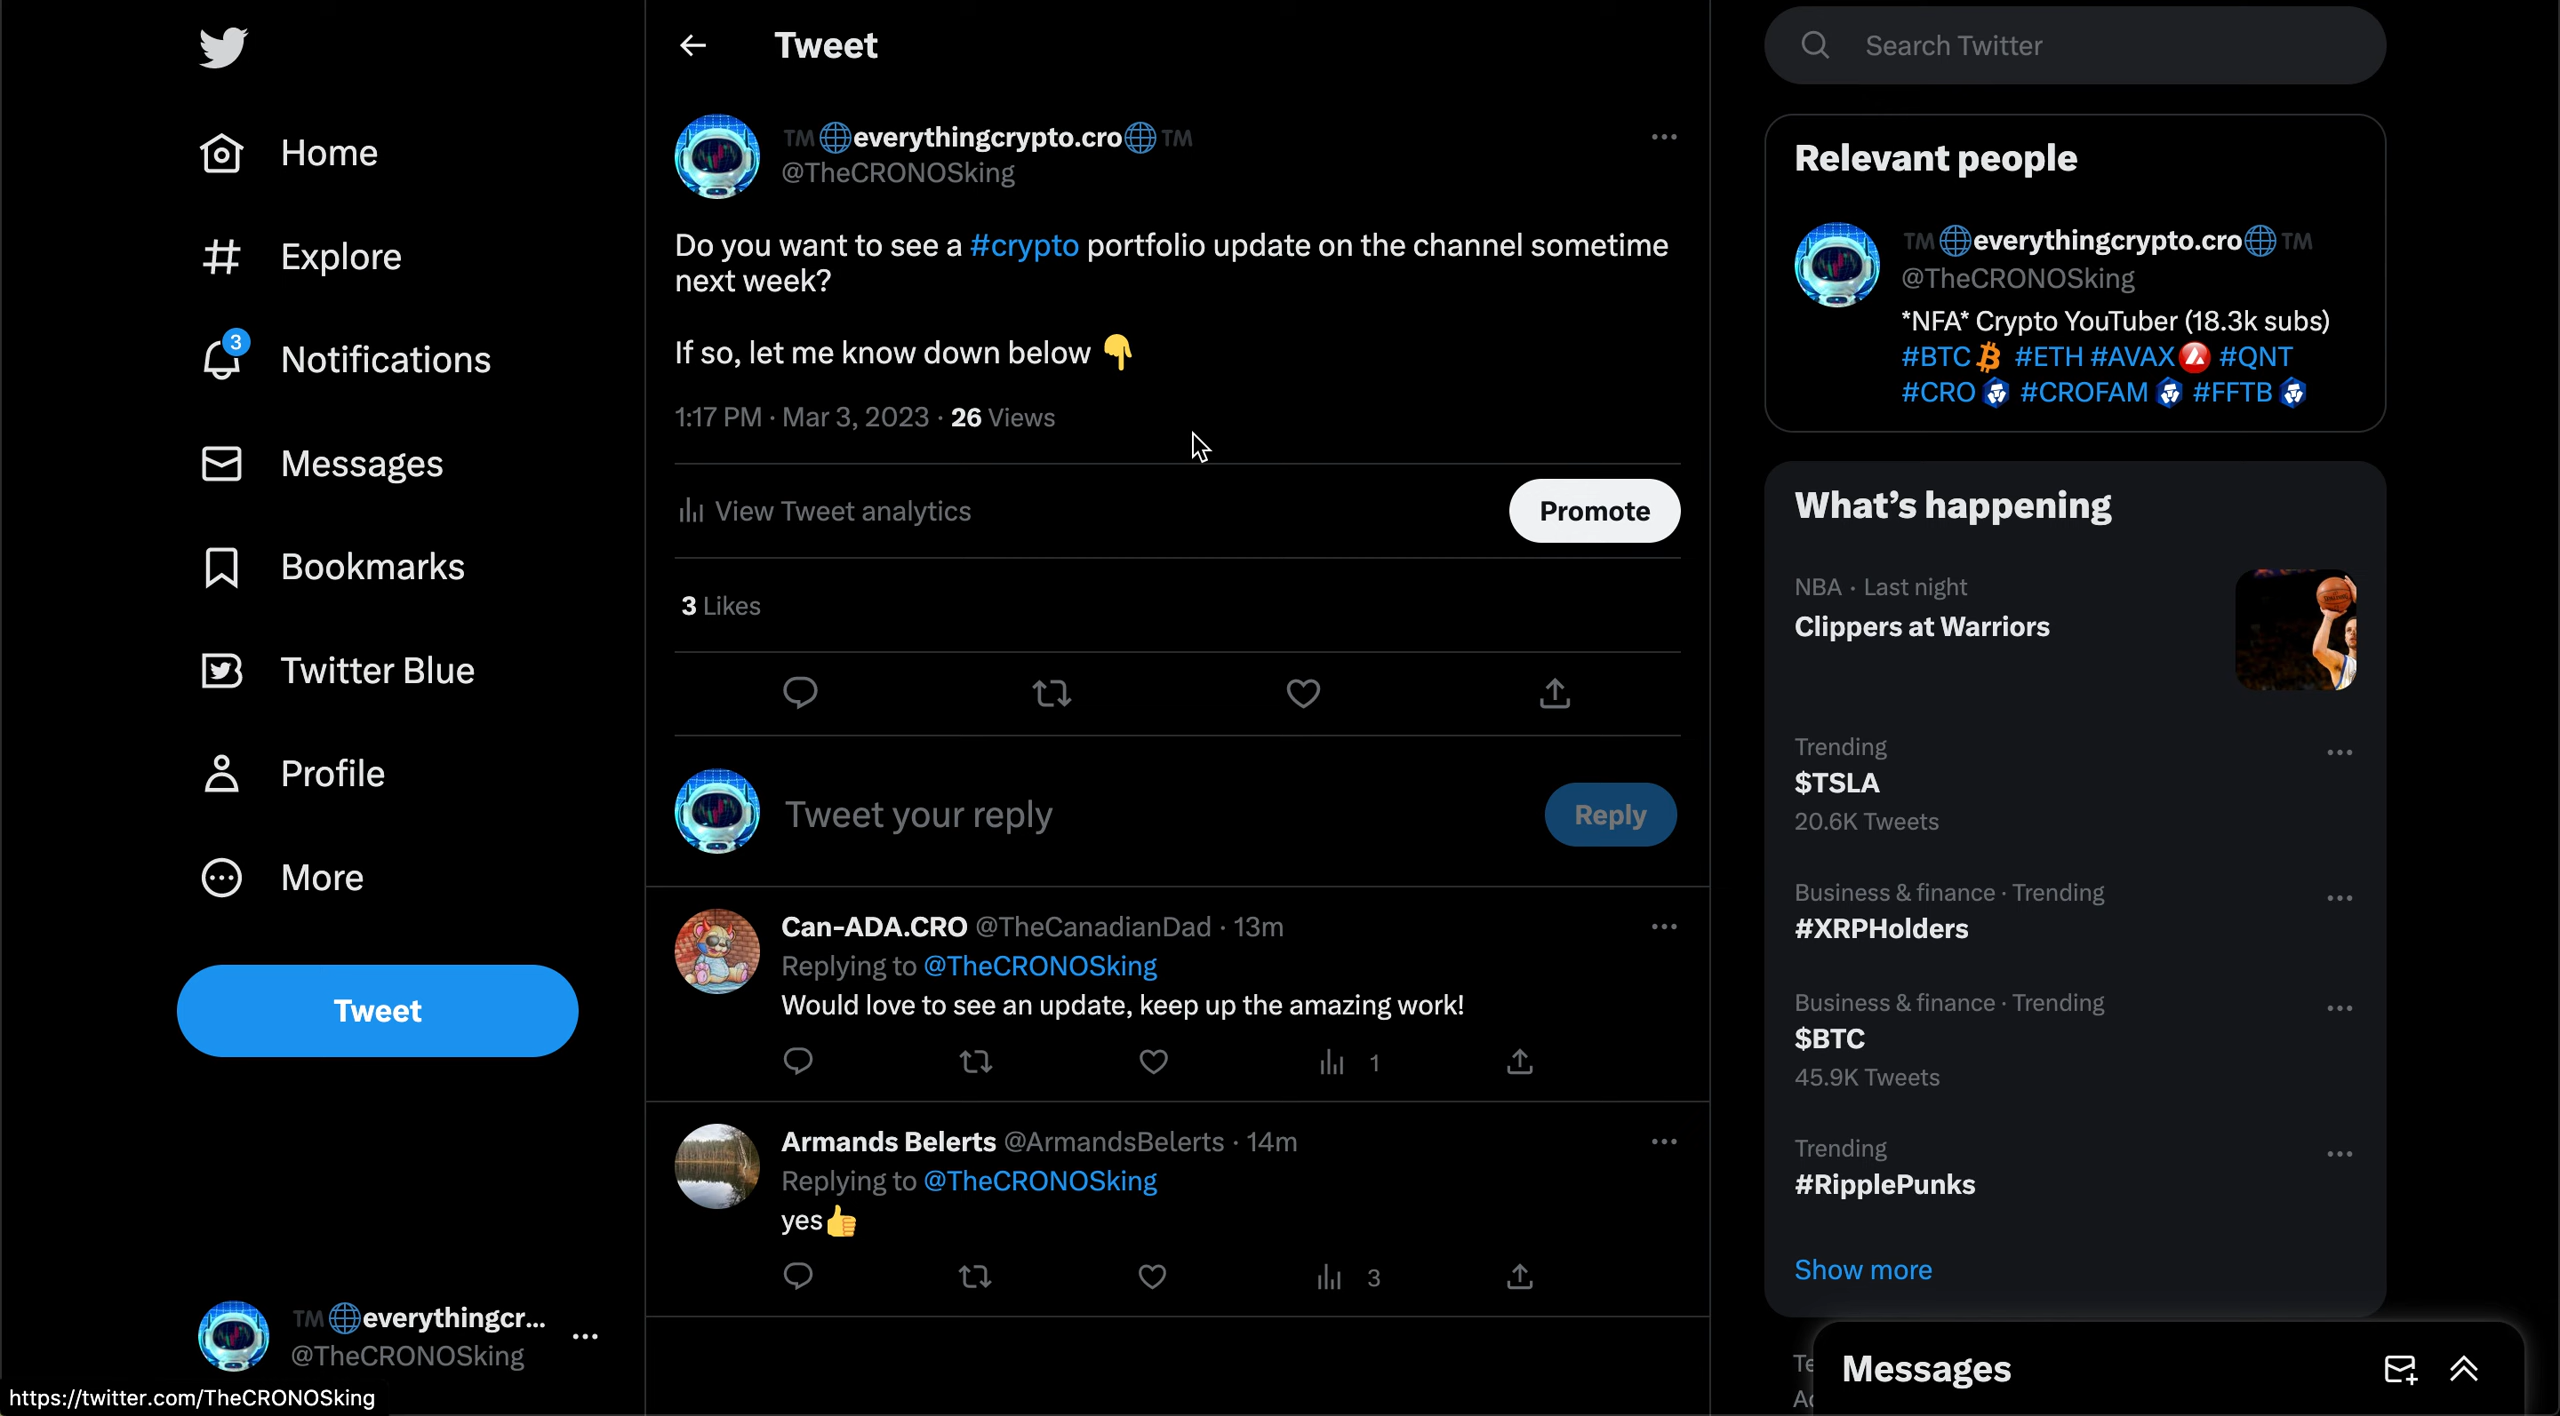 Home
Explore
3
Notifications
Messages
Bookmarks
Twitter Blue
Profile
More
Tweet
TM🌐everythingcr...
@TheCRONOSking
https://twitter.com/TheCRONOSking
Tweet
TM🌐everythingcrypto.cro🌐TM
@TheCRONOSking
Do you want to see a #crypto portfolio update on the channel sometime
next week?
If so, let me know down below 👇
1:17 PM · Mar 3, 2023 · 26 Views
View Tweet analytics
Promote
3 Likes
Tweet your reply
Reply
Can-ADA.CRO @TheCanadianDad · 13m
Replying to @TheCRONOSking
Would love to see an update, keep up the amazing work!
1
Armands Belerts @ArmandsBelerts · 14m
Replying to @TheCRONOSking
yes👍
3
Search Twitter
Relevant people
TM🌐everythingcrypto.cro🌐TM
@TheCRONOSking
*NFA* Crypto YouTuber (18.3k subs)
#BTC #ETH #AVAX #QNT
#CRO #CROFAM #FFTB
What's happening
NBA · Last night
Clippers at Warriors
Trending
$TSLA
20.6K Tweets
Business & finance · Trending
#XRPHolders
Business & finance · Trending
$BTC
45.9K Tweets
Trending
#RipplePunks
Show more
Messages